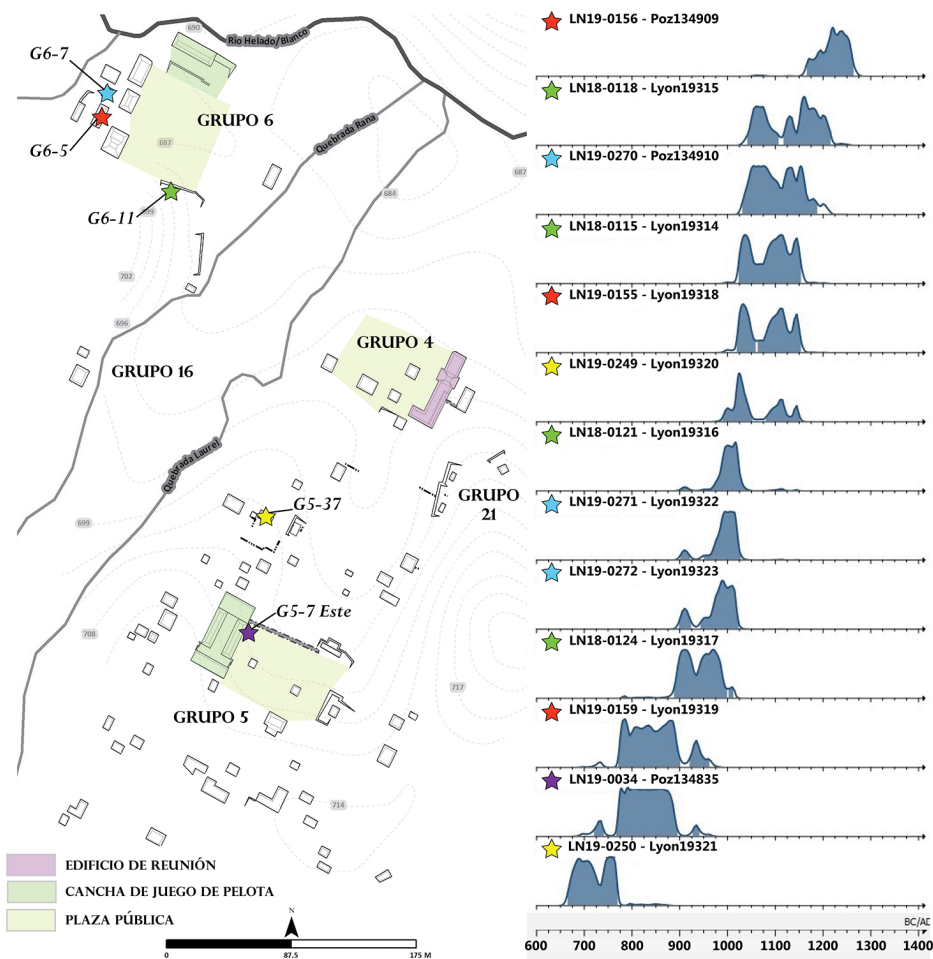 690
Rio Helado/Blanco
G6-7
GRUPO 6
Quebrada Rana
G6-5
687
687
684
G6-11
699
702
696
GRUPO 4
GRUPO 16
Quebrada Laurel
GRUPO
21
G5-37
699
G5-7 Este
708
717
GRUPO 5
714
EDIFICIO DE REUNIÓN
CANCHA DE JUEGO DE PELOTA
PLAZA PÚBLICA
N
0 87.5 175 M
LN19-0156 - Poz134909
LN18-0118 - Lyon19315
LN19-0270 - Poz134910
LN18-0115 - Lyon19314
LN19-0155 - Lyon19318
LN19-0249 - Lyon19320
LN18-0121 - Lyon19316
LN19-0271 - Lyon19322
LN19-0272 - Lyon19323
LN18-0124 - Lyon19317
LN19-0159 - Lyon19319
LN19-0034 - Poz134835
LN19-0250 - Lyon19321
BC/AD
600 700 800 900 1000 1100 1200 1300 1400